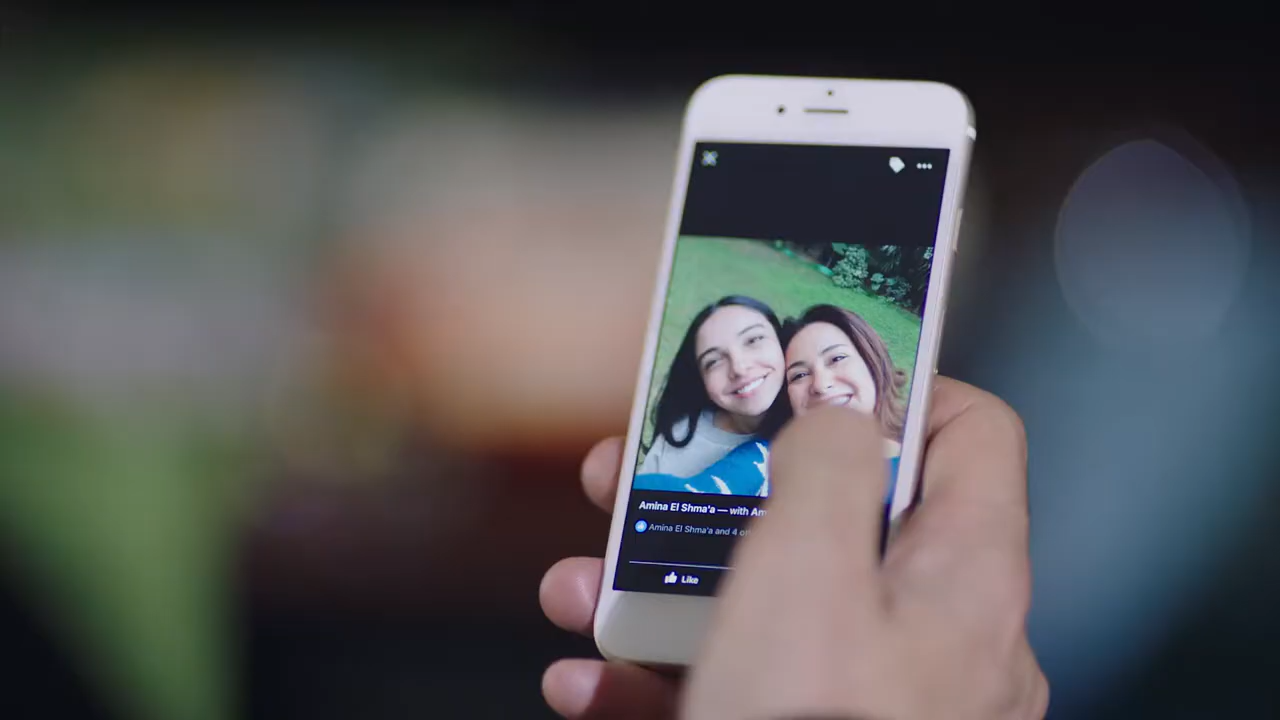 Amina El Shma'a — with Am
Amina El Shma'a and 4 o
Like